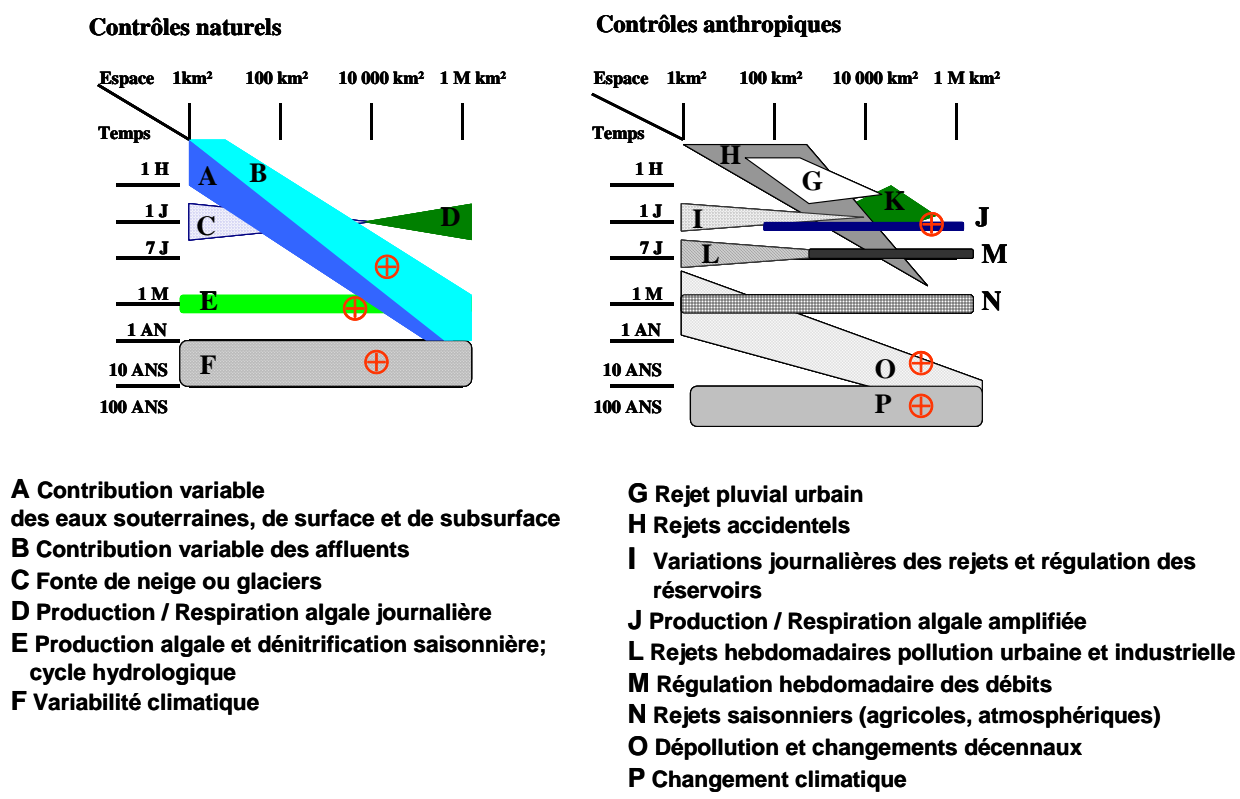 Contrôles naturels
Espace 1km² 100 km² 10 000 km² 1 M km²
Temps
1 H
1 J
7 J
1 M
1 AN
10 ANS
100 ANS
A
B
C
D
E
F
Contrôles anthropiques
Espace 1km² 100 km² 10 000 km² 1 M km²
Temps
1 H
1 J
7 J
1 M
1 AN
10 ANS
100 ANS
H
G
K
I
J
L
M
N
O
P
A Contribution variable
des eaux souterraines, de surface et de subsurface
B Contribution variable des affluents
C Fonte de neige ou glaciers
D Production / Respiration algale journalière
E Production algale et dénitrification saisonnière;
cycle hydrologique
F Variabilité climatique
G Rejet pluvial urbain
H Rejets accidentels
I Variations journalières des rejets et régulation des
réservoirs
J Production / Respiration algale amplifiée
L Rejets hebdomadaires pollution urbaine et industrielle
M Régulation hebdomadaire des débits
N Rejets saisonniers (agricoles, atmosphériques)
O Dépollution et changements décennaux
P Changement climatique